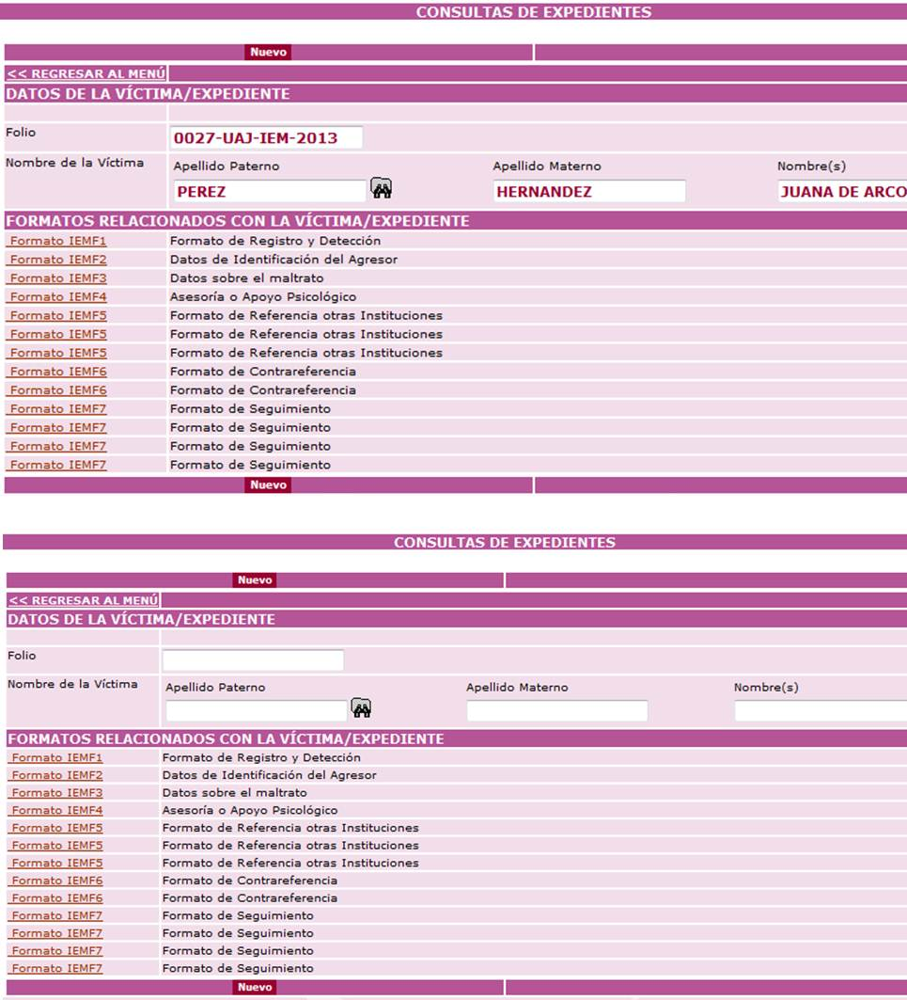 CONSULTAS DE EXPEDIENTES
Nuevo
<< REGRESAR AL MENÚ
DATOS DE LA VÍCTIMA/EXPEDIENTE
Folio 0027-UAJ-IEM-2013
Nombre de la Víctima Apellido Paterno Apellido Materno Nombre(s)
PEREZ HERNANDEZ JUANA DE ARCO
FORMATOS RELACIONADOS CON LA VÍCTIMA/EXPEDIENTE
Formato IEMF1 Formato de Registro y Detección
Formato IEMF2 Datos de Identificación del Agresor
Formato IEMF3 Datos sobre el maltrato
Formato IEMF4 Asesoría o Apoyo Psicológico
Formato IEMF5 Formato de Referencia otras Instituciones
Formato IEMF5 Formato de Referencia otras Instituciones
Formato IEMF5 Formato de Referencia otras Instituciones
Formato IEMF6 Formato de Contrareferencia
Formato IEMF6 Formato de Contrareferencia
Formato IEMF7 Formato de Seguimiento
Formato IEMF7 Formato de Seguimiento
Formato IEMF7 Formato de Seguimiento
Formato IEMF7 Formato de Seguimiento
Nuevo
CONSULTAS DE EXPEDIENTES
Nuevo
<< REGRESAR AL MENÚ
DATOS DE LA VÍCTIMA/EXPEDIENTE
Folio
Nombre de la Víctima Apellido Paterno Apellido Materno Nombre(s)
FORMATOS RELACIONADOS CON LA VÍCTIMA/EXPEDIENTE
Formato IEMF1 Formato de Registro y Detección
Formato IEMF2 Datos de Identificación del Agresor
Formato IEMF3 Datos sobre el maltrato
Formato IEMF4 Asesoría o Apoyo Psicológico
Formato IEMF5 Formato de Referencia otras Instituciones
Formato IEMF5 Formato de Referencia otras Instituciones
Formato IEMF5 Formato de Referencia otras Instituciones
Formato IEMF6 Formato de Contrareferencia
Formato IEMF6 Formato de Contrareferencia
Formato IEMF7 Formato de Seguimiento
Formato IEMF7 Formato de Seguimiento
Formato IEMF7 Formato de Seguimiento
Formato IEMF7 Formato de Seguimiento
Nuevo